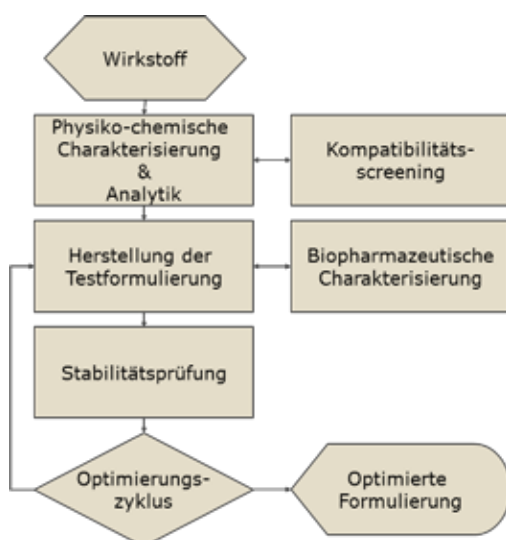 Wirkstoff
Physiko-chemische
Charakterisierung
&
Analytik
Kompatibilitäts-
screening
Herstellung der
Testformulierung
Biopharmazeutische
Charakterisierung
Stabilitätsprüfung
Optimierungs-
zyklus
Optimierte
Formulierung